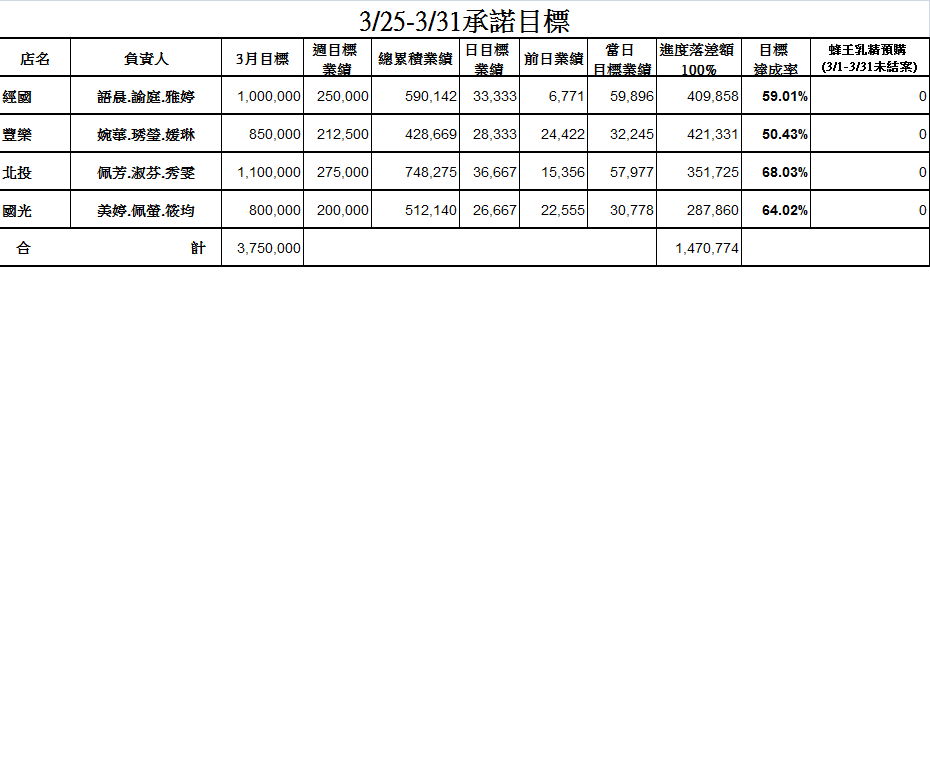 3/25-3/31承諾目標
店名 負責人 3月目標 週目標業績 總累積業績 日目標業績 前日業績 當日目標業績 進度落差額100% 目標達成率 蜂王乳精預購(3/1-3/31未結案)
經國 語晨.諭庭.雅婷 1,000,000 250,000 590,142 33,333 6,771 59,896 409,858 59.01% 0
豐樂 婉華.琇瑩.媛琳 850,000 212,500 428,669 28,333 24,422 32,245 421,331 50.43% 0
北投 佩芳.淑芬.秀雯 1,100,000 275,000 748,275 36,667 15,356 57,977 351,725 68.03% 0
國光 美婷.佩螢.筱均 800,000 200,000 512,140 26,667 22,555 30,778 287,860 64.02% 0
合 計 3,750,000 1,470,774